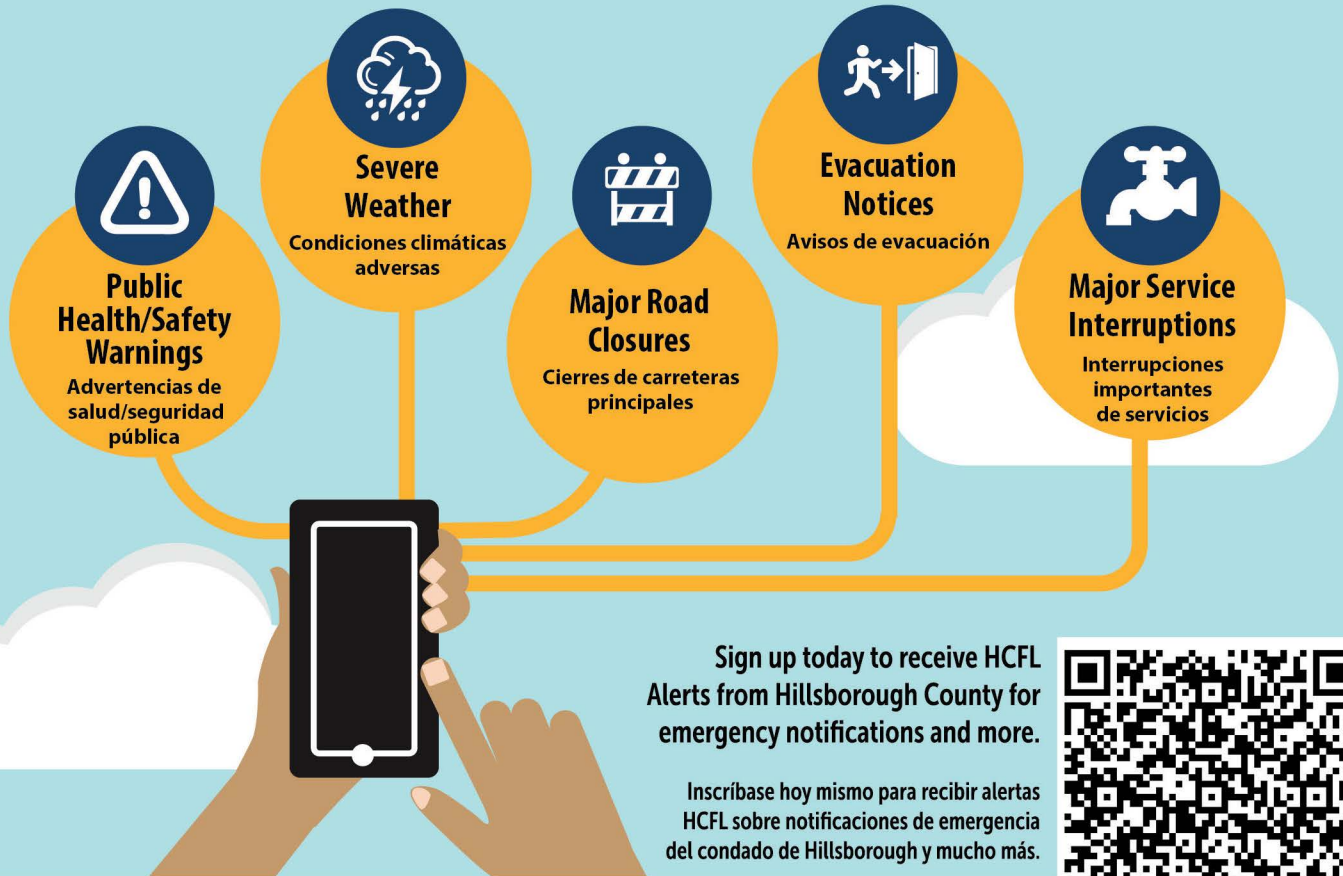 Public
Health/Safety
Warnings
Advertencias de
salud/seguridad
pública
Severe
Weather
Condiciones climáticas
adversas
Major Road
Closures
Cierres de carreteras
principales
Evacuation
Notices
Avisos de evacuación
Major Service
Interruptions
Interrupciones
importantes
de servicios
Sign up today to receive HCFL
Alerts from Hillsborough County for
emergency notifications and more.
Inscríbase hoy mismo para recibir alertas
HCFL sobre notificaciones de emergencia
del condado de Hillsborough y mucho más.